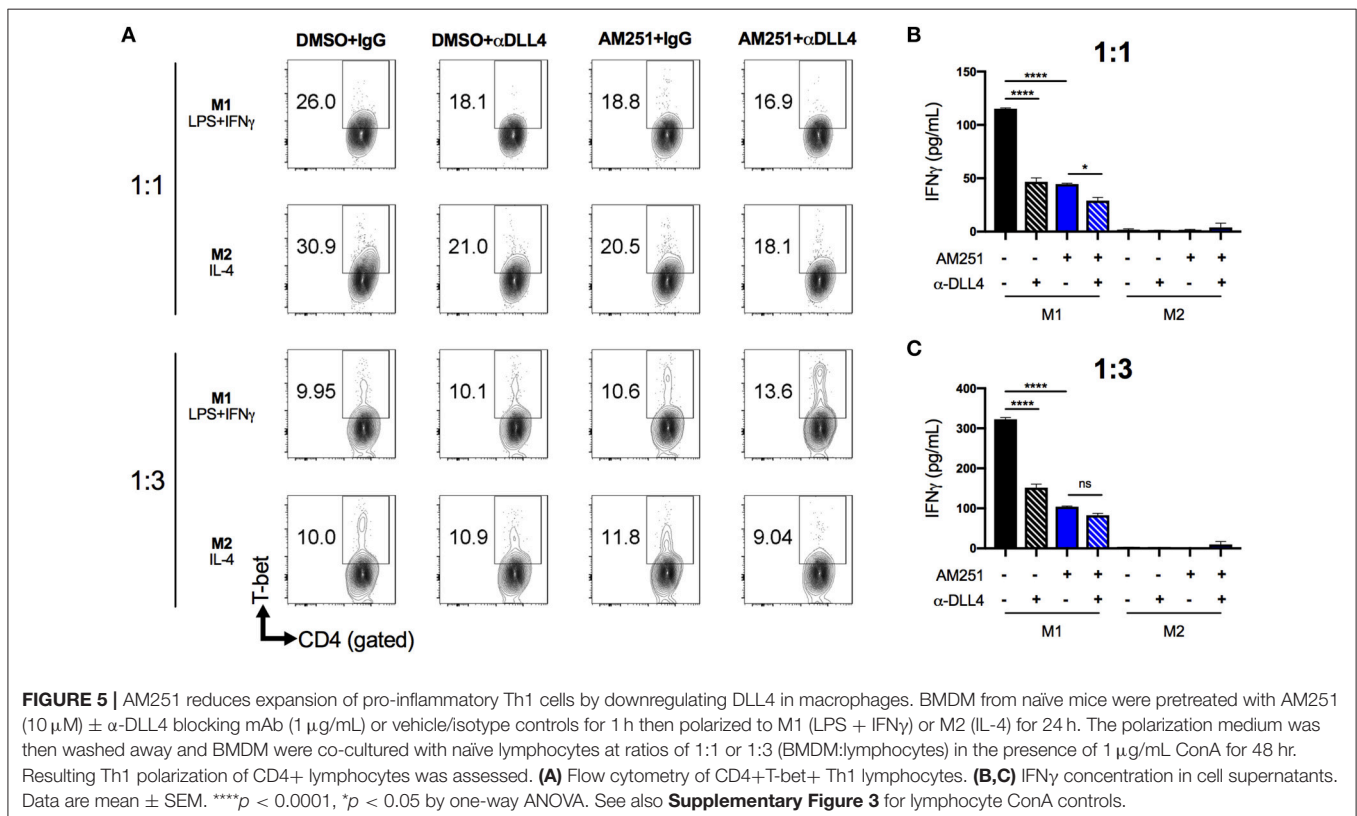 A
DMSO+IgG DMSO+αDLL4 AM251+IgG AM251+αDLL4
1:1
M1
LPS+IFNγ
26.0 18.1 18.8 16.9
M2
IL-4
30.9 21.0 20.5 18.1
1:3
M1
LPS+IFNγ
9.95 10.1 10.6 13.6
M2
IL-4
10.0 10.9 11.8 9.04
T-bet
CD4 (gated)
B
1:1
IFNγ (pg/mL)
150
100
50
0
**** 
****
*
AM251 - - + + - - + +
α-DLL4 - + - + - + - +
M1 M2
C
1:3
IFNγ (pg/mL)
400
300
200
100
0
****
****
ns
AM251 - - + + - - + +
α-DLL4 - + - + - + - +
M1 M2
FIGURE 5 | AM251 reduces expansion of pro-inflammatory Th1 cells by downregulating DLL4 in macrophages. BMDM from naïve mice were pretreated with AM251
(10 μM) ± α-DLL4 blocking mAb (1 μg/mL) or vehicle/isotype controls for 1 h then polarized to M1 (LPS + IFNγ) or M2 (IL-4) for 24 h. The polarization medium was
then washed away and BMDM were co-cultured with naïve lymphocytes at ratios of 1:1 or 1:3 (BMDM:lymphocytes) in the presence of 1 μg/mL ConA for 48 hr.
Resulting Th1 polarization of CD4+ lymphocytes was assessed. (A) Flow cytometry of CD4+T-bet+ Th1 lymphocytes. (B,C) IFNγ concentration in cell supernatants.
Data are mean ± SEM. ****p < 0.0001, *p < 0.05 by one-way ANOVA. See also Supplementary Figure 3 for lymphocyte ConA controls.